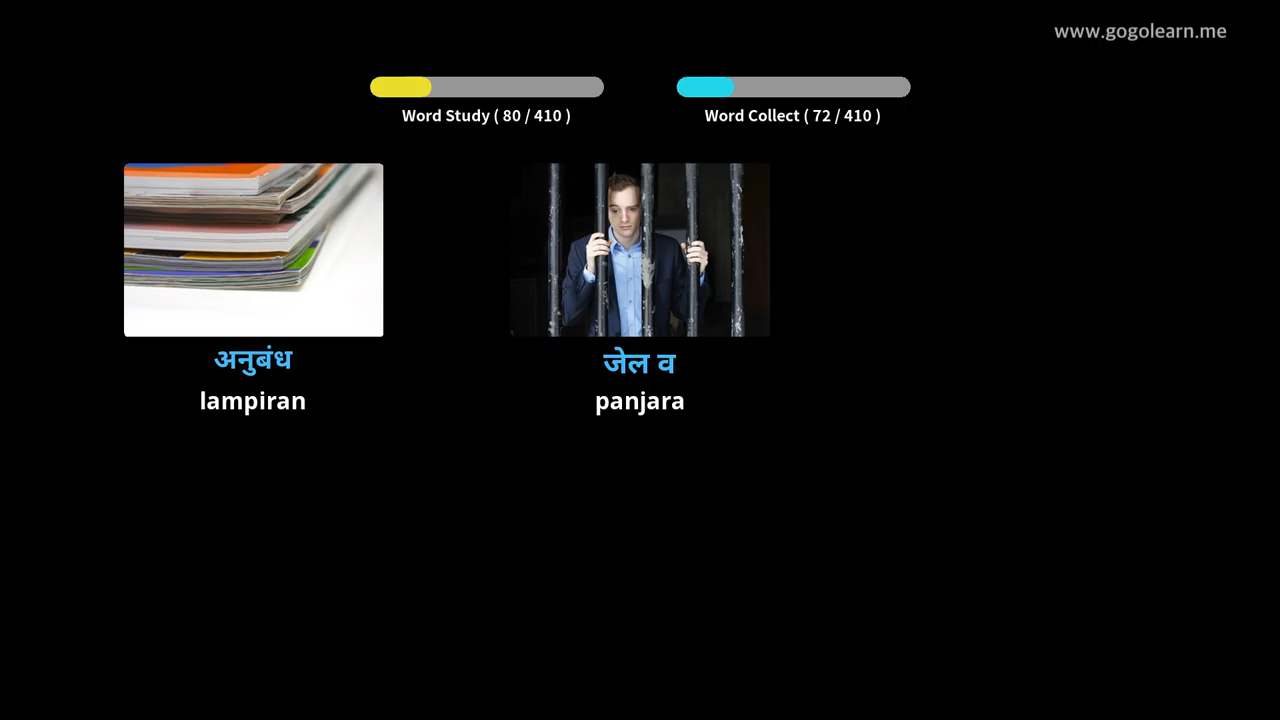 www.gogolearn.me
Word Study ( 80 / 410 )
Word Collect ( 72 / 410 )
अनुबंध
lampiran
जेल व
panjara